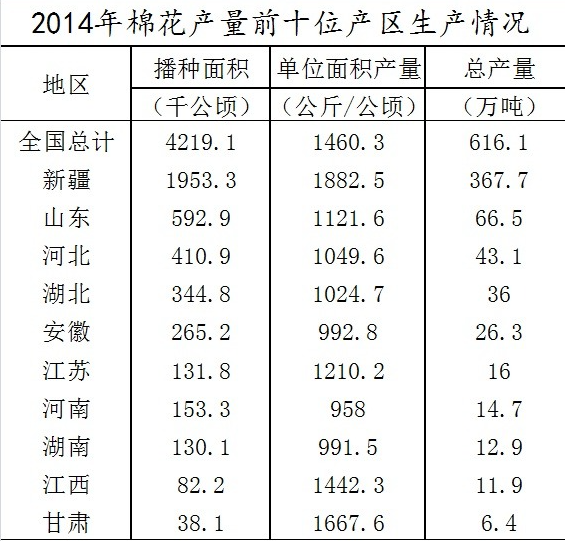 2014年棉花产量前十位产区生产情况
地区 播种面积 单位面积产量 总产量
（千公顷） （公斤/公顷） （万吨）
全国总计 4219.1 1460.3 616.1
新疆 1953.3 1882.5 367.7
山东 592.9 1121.6 66.5
河北 410.9 1049.6 43.1
湖北 344.8 1024.7 36
安徽 265.2 992.8 26.3
江苏 131.8 1210.2 16
河南 153.3 958 14.7
湖南 130.1 991.5 12.9
江西 82.2 1442.3 11.9
甘肃 38.1 1667.6 6.4